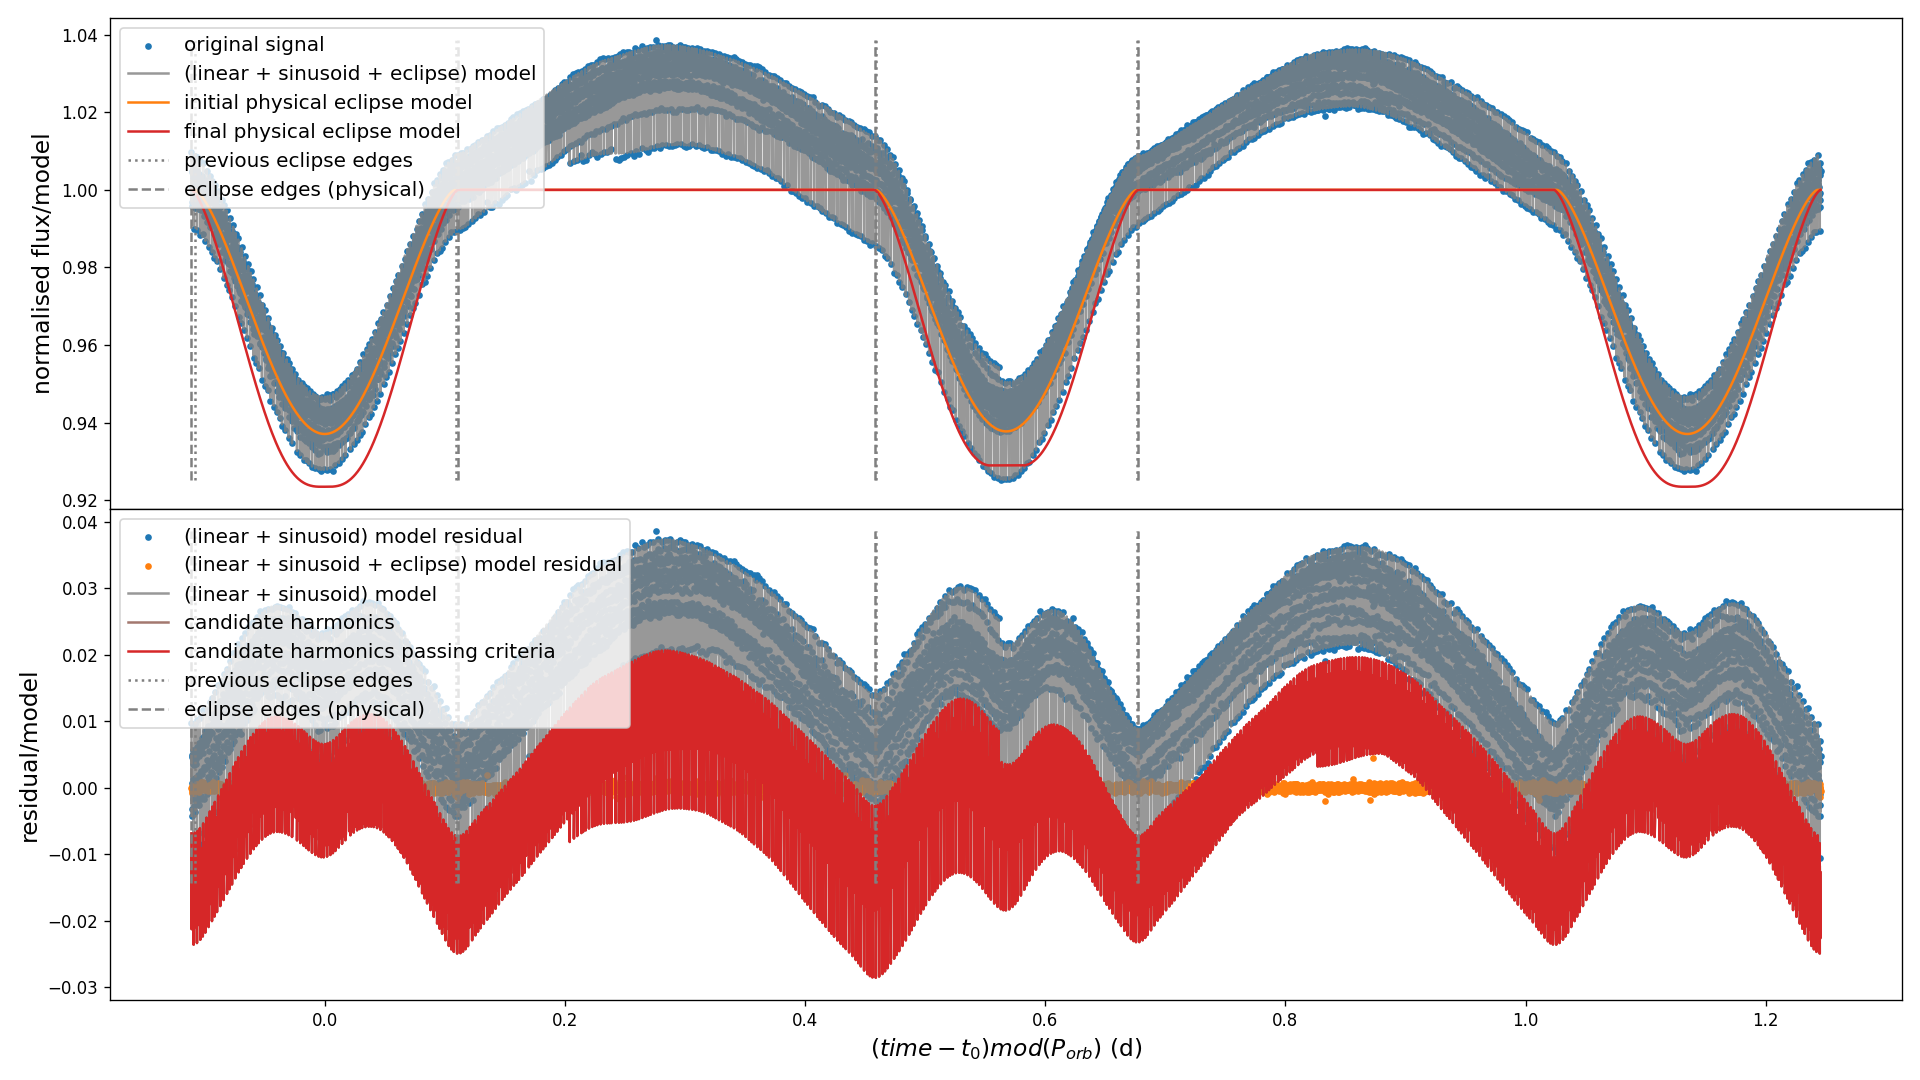 1.04
1.02
1.00
0.98
0.96
0.94
0.92
normalised flux/model
original signal
(linear + sinusoid + eclipse) model
initial physical eclipse model
final physical eclipse model
previous eclipse edges
eclipse edges (physical)
0.04
0.03
0.02
0.01
0.00
−0.01
−0.02
−0.03
residual/model
(linear + sinusoid) model residual
(linear + sinusoid + eclipse) model residual
(linear + sinusoid) model
candidate harmonics
candidate harmonics passing criteria
previous eclipse edges
eclipse edges (physical)
0.0 0.2 0.4 0.6 0.8 1.0 1.2
(time − t₀)mod(P_orb) (d)